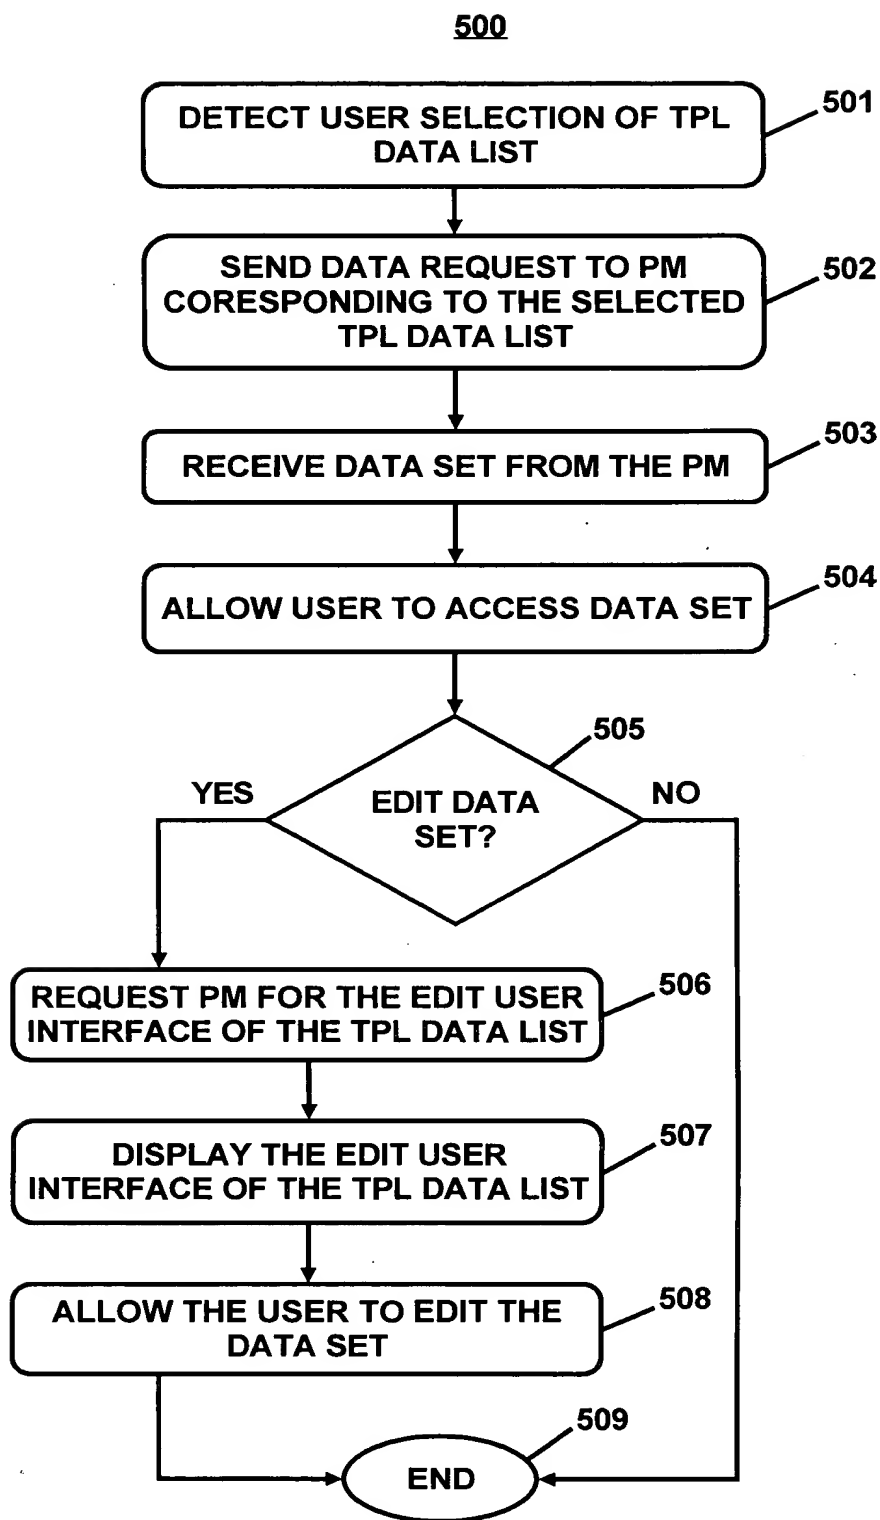 500
DETECT USER SELECTION OF TPL
DATA LIST
501
SEND DATA REQUEST TO PM
CORESPONDING TO THE SELECTED
TPL DATA LIST
502
RECEIVE DATA SET FROM THE PM
503
ALLOW USER TO ACCESS DATA SET
504
505
YES
EDIT DATA
SET?
NO
REQUEST PM FOR THE EDIT USER
INTERFACE OF THE TPL DATA LIST
506
DISPLAY THE EDIT USER
INTERFACE OF THE TPL DATA LIST
507
ALLOW THE USER TO EDIT THE
DATA SET
508
509
END